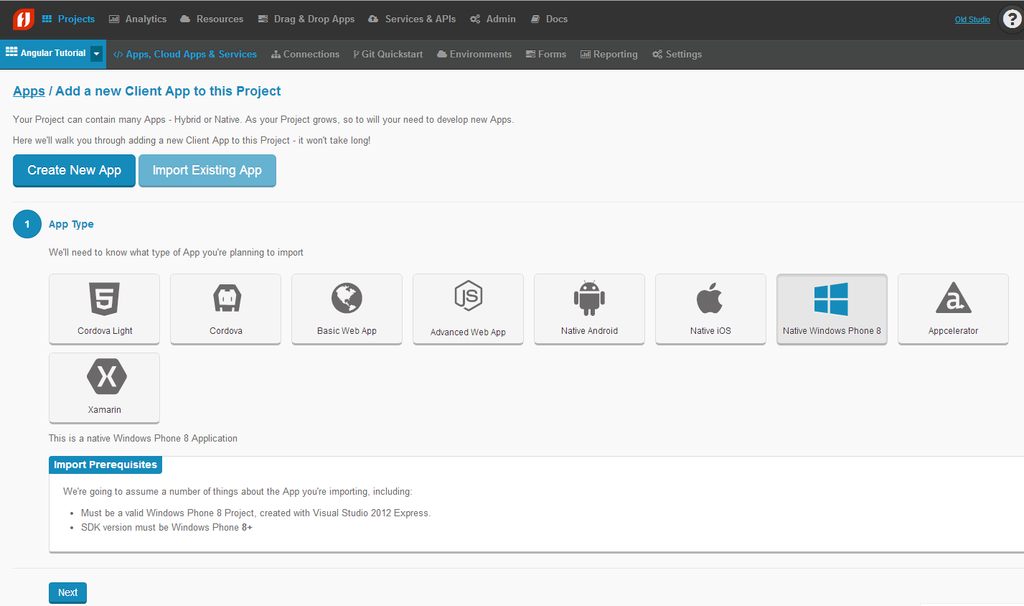 Projects Analytics Resources Drag & Drop Apps Services & APIs Admin Docs Old Studio ?
Angular Tutorial </> Apps, Cloud Apps & Services Connections Git Quickstart Environments Forms Reporting Settings
Apps / Add a new Client App to this Project
Your Project can contain many Apps - Hybrid or Native. As your Project grows, so to will your need to develop new Apps.
Here we'll walk you through adding a new Client App to this Project - it won't take long!
Create New App Import Existing App
1 App Type
We'll need to know what type of App you're planning to import
5 JS a
Cordova Light Cordova Basic Web App Advanced Web App Native Android Native iOS Native Windows Phone 8 Appcelerator
X
Xamarin
This is a native Windows Phone 8 Application
Import Prerequisites
We're going to assume a number of things about the App you're importing, including:
• Must be a valid Windows Phone 8 Project, created with Visual Studio 2012 Express.
• SDK version must be Windows Phone 8+
Next